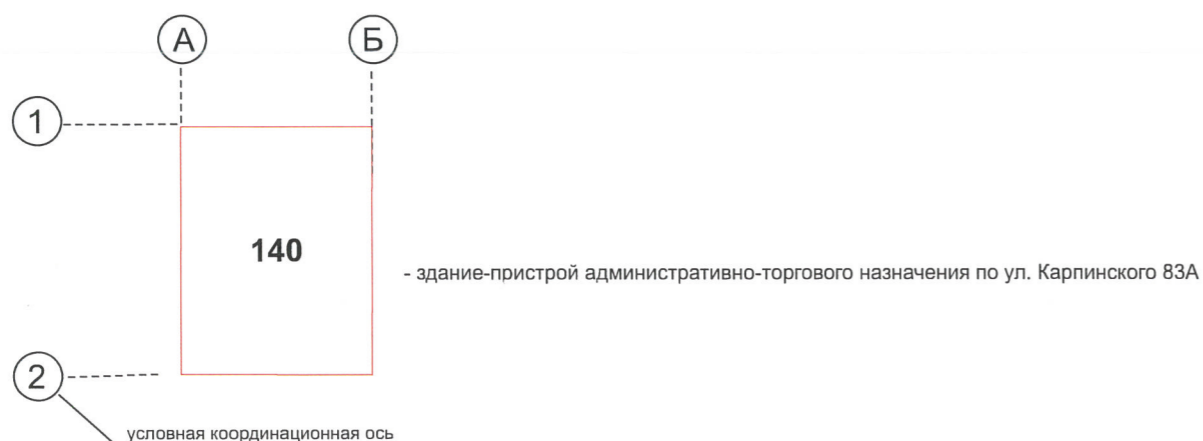 А Б
1
140
- здание-пристрой административно-торгового назначения по ул. Карпинского 83А
2
условная координационная ось